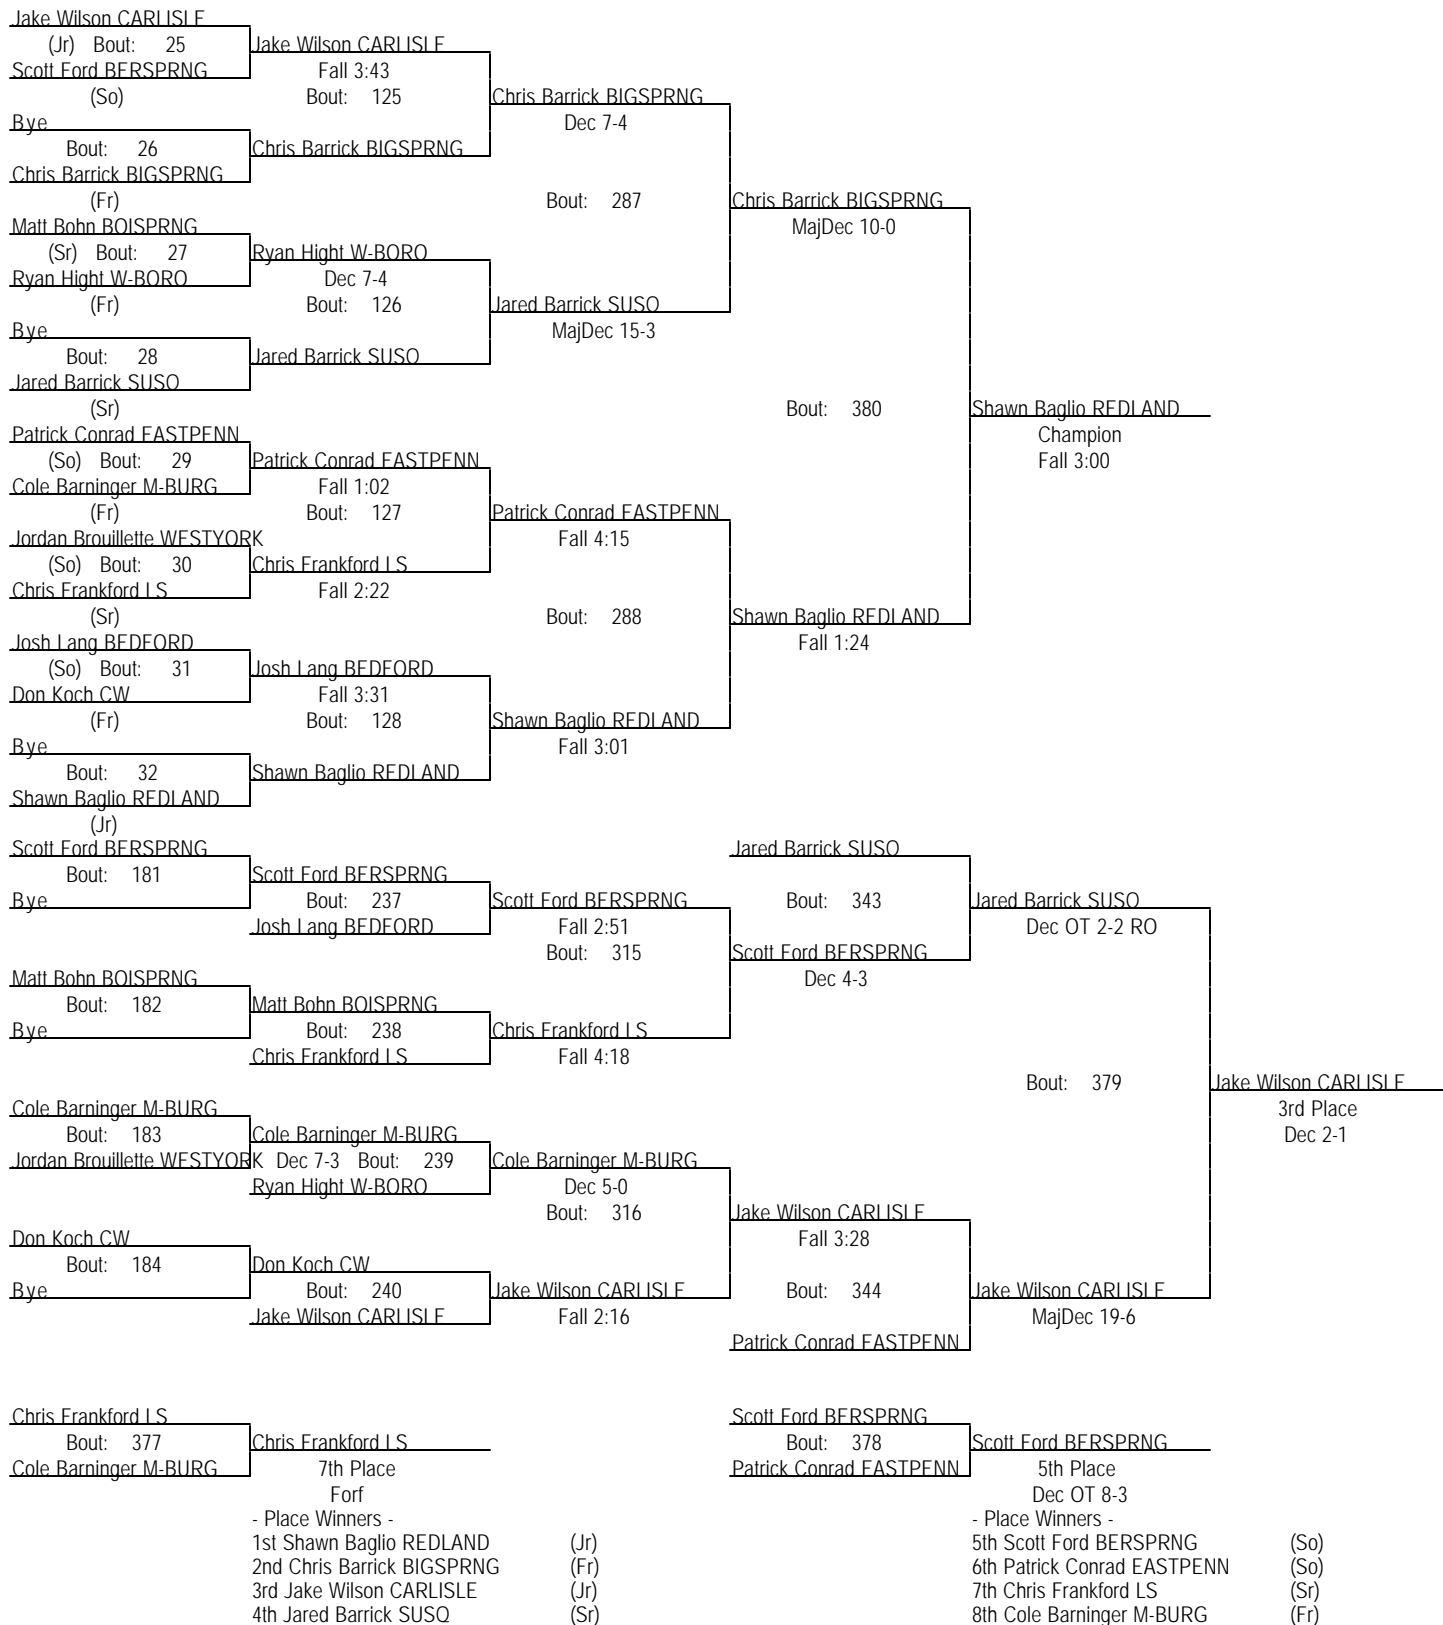 Jake Wilson CARLISLE
(Jr) Bout: 25 Jake Wilson CARLISLE
Scott Ford BERSPRNG Fall 3:43
(So) Bout: 125 Chris Barrick BIGSPRNG
Bye Dec 7-4
Bout: 26 Chris Barrick BIGSPRNG
Chris Barrick BIGSPRNG
(Fr) Bout: 287 Chris Barrick BIGSPRNG
Matt Bohn BOISPRNG MajDec 10-0
(Sr) Bout: 27 Ryan Hight W-BORO
Ryan Hight W-BORO Dec 7-4
(Fr) Bout: 126 Jared Barrick SUSQ
Bye MajDec 15-3
Bout: 28 Jared Barrick SUSQ
Jared Barrick SUSQ
(Sr) Bout: 380 Shawn Baglio REDLAND
Patrick Conrad EASTPENN Champion
(So) Bout: 29 Patrick Conrad EASTPENN Fall 3:00
Cole Barninger M-BURG Fall 1:02
(Fr) Bout: 127 Patrick Conrad EASTPENN
Jordan Brouillette WESTYORK Fall 4:15
(So) Bout: 30 Chris Frankford LS
Chris Frankford LS Fall 2:22
(Sr) Bout: 288 Shawn Baglio REDLAND
Josh Lang BEDFORD Fall 1:24
(So) Bout: 31 Josh Lang BEDFORD
Don Koch CW Fall 3:31
(Fr) Bout: 128 Shawn Baglio REDLAND
Bye Fall 3:01
Bout: 32 Shawn Baglio REDLAND
Shawn Baglio REDLAND
(Jr)
Scott Ford BERSPRNG Jared Barrick SUSQ
Bout: 181 Scott Ford BERSPRNG
Bye Bout: 237 Scott Ford BERSPRNG Bout: 343 Jared Barrick SUSQ
Josh Lang BEDFORD Fall 2:51 Dec OT 2-2 RO
Bout: 315 Scott Ford BERSPRNG
Matt Bohn BOISPRNG Dec 4-3
Bout: 182 Matt Bohn BOISPRNG
Bye Bout: 238 Chris Frankford LS
Chris Frankford LS Fall 4:18
Bout: 379 Jake Wilson CARLISLE
Cole Barninger M-BURG 3rd Place
Bout: 183 Cole Barninger M-BURG Dec 2-1
Jordan Brouillette WESTYORK Dec 7-3 Bout: 239 Cole Barninger M-BURG
Ryan Hight W-BORO Dec 5-0
Bout: 316 Jake Wilson CARLISLE
Don Koch CW Fall 3:28
Bout: 184 Don Koch CW
Bye Bout: 240 Jake Wilson CARLISLE Bout: 344 Jake Wilson CARLISLE
Jake Wilson CARLISLE Fall 2:16 MajDec 19-6
Patrick Conrad EASTPENN
Chris Frankford LS Scott Ford BERSPRNG
Bout: 377 Chris Frankford LS Bout: 378 Scott Ford BERSPRNG
Cole Barninger M-BURG 7th Place Patrick Conrad EASTPENN 5th Place
Forf Dec OT 8-3
- Place Winners - - Place Winners -
1st Shawn Baglio REDLAND (Jr) 5th Scott Ford BERSPRNG (So)
2nd Chris Barrick BIGSPRNG (Fr) 6th Patrick Conrad EASTPENN (So)
3rd Jake Wilson CARLISLE (Jr) 7th Chris Frankford LS (Sr)
4th Jared Barrick SUSQ (Sr) 8th Cole Barninger M-BURG (Fr)